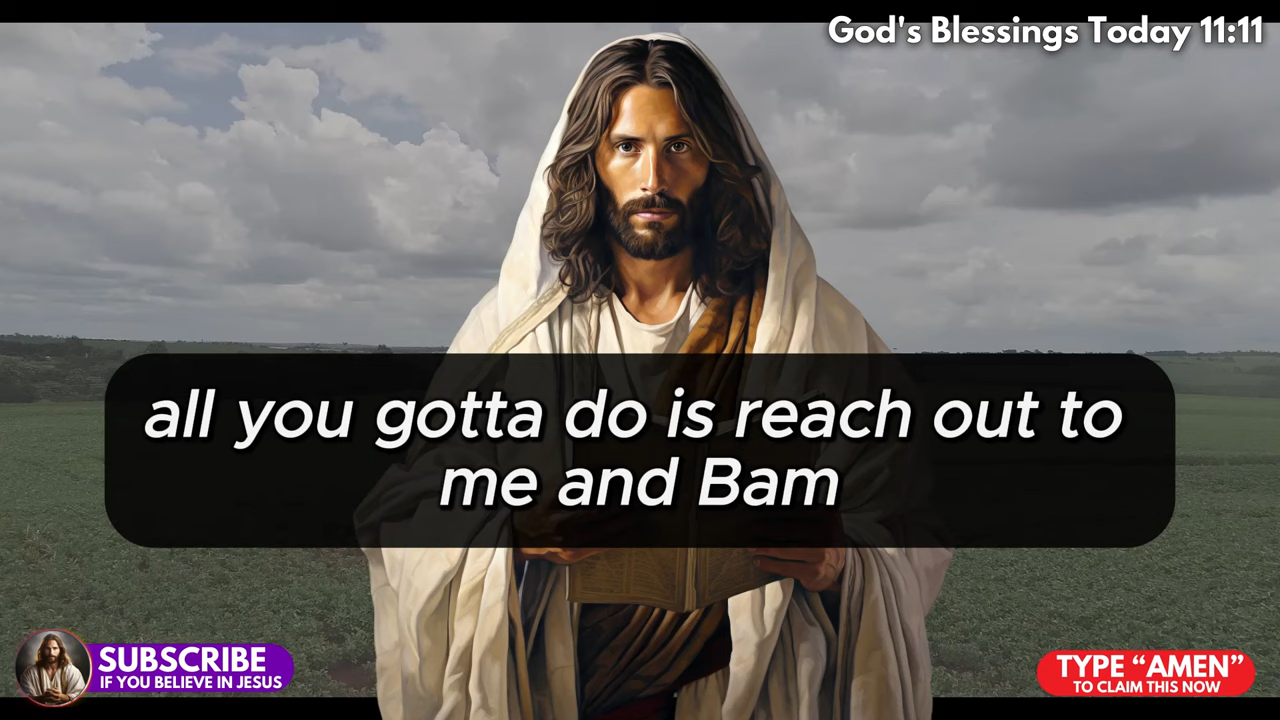 God's Blessings Today 11:11
all you gotta do is reach out to
me and Bam
SUBSCRIBE
IF YOU BELIEVE IN JESUS
TYPE “AMEN”
TO CLAIM THIS NOW